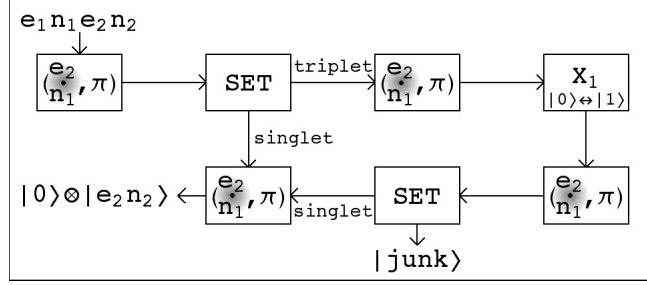 e₁n₁e₂n₂
(e₂ n₁, π)
SET
triplet
(e₂ n₁, π)
X₁
|0⟩↔|1⟩
singlet
|0⟩⊗|e₂n₂⟩
(e₂ n₁, π)
singlet
SET
(e₂ n₁, π)
|junk⟩